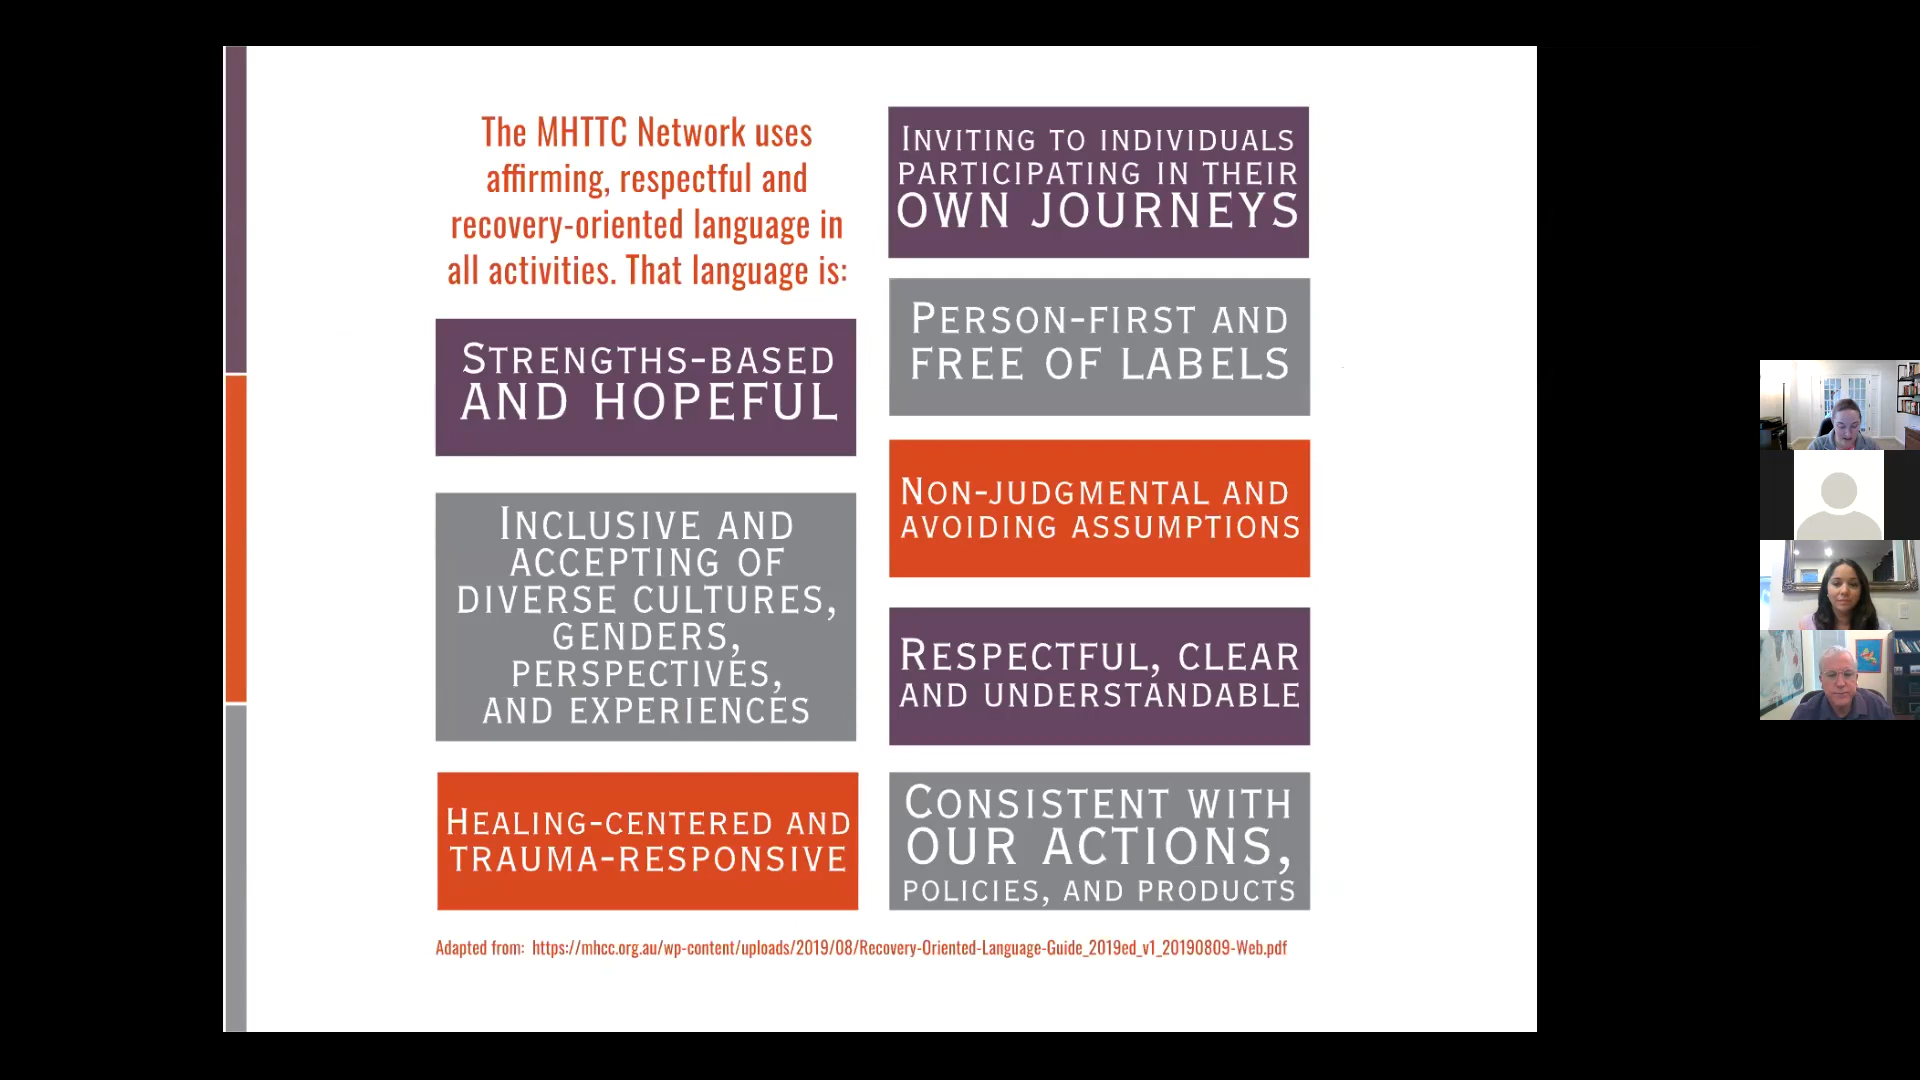 The MHTTC Network uses
affirming, respectful and
recovery-oriented language in
all activities. That language is:
STRENGTHS-BASED
AND HOPEFUL
INCLUSIVE AND
ACCEPTING OF
DIVERSE CULTURES,
GENDERS,
PERSPECTIVES,
AND EXPERIENCES
HEALING-CENTERED AND
TRAUMA-RESPONSIVE
INVITING TO INDIVIDUALS
PARTICIPATING IN THEIR
OWN JOURNEYS
PERSON-FIRST AND
FREE OF LABELS
NON-JUDGMENTAL AND
AVOIDING ASSUMPTIONS
RESPECTFUL, CLEAR
AND UNDERSTANDABLE
CONSISTENT WITH
OUR ACTIONS,
POLICIES, AND PRODUCTS
Adapted from: https://mhcc.org.au/wp-content/uploads/2019/08/Recovery-Oriented-Language-Guide_2019ed_v1_20190809-Web.pdf